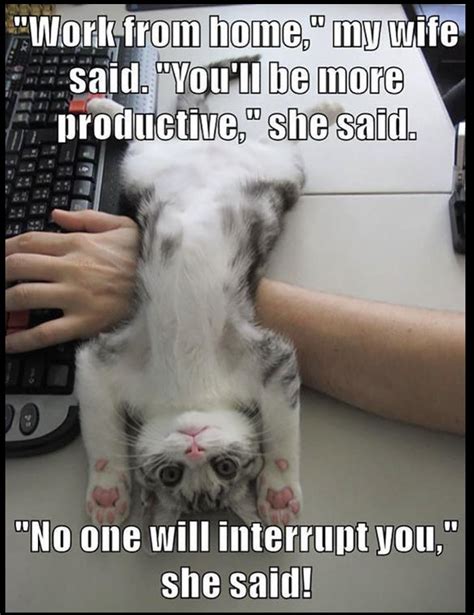 "Work from home," my wife
said. "You'll be more
productive," she said.
"No one will interrupt you,"
she said!